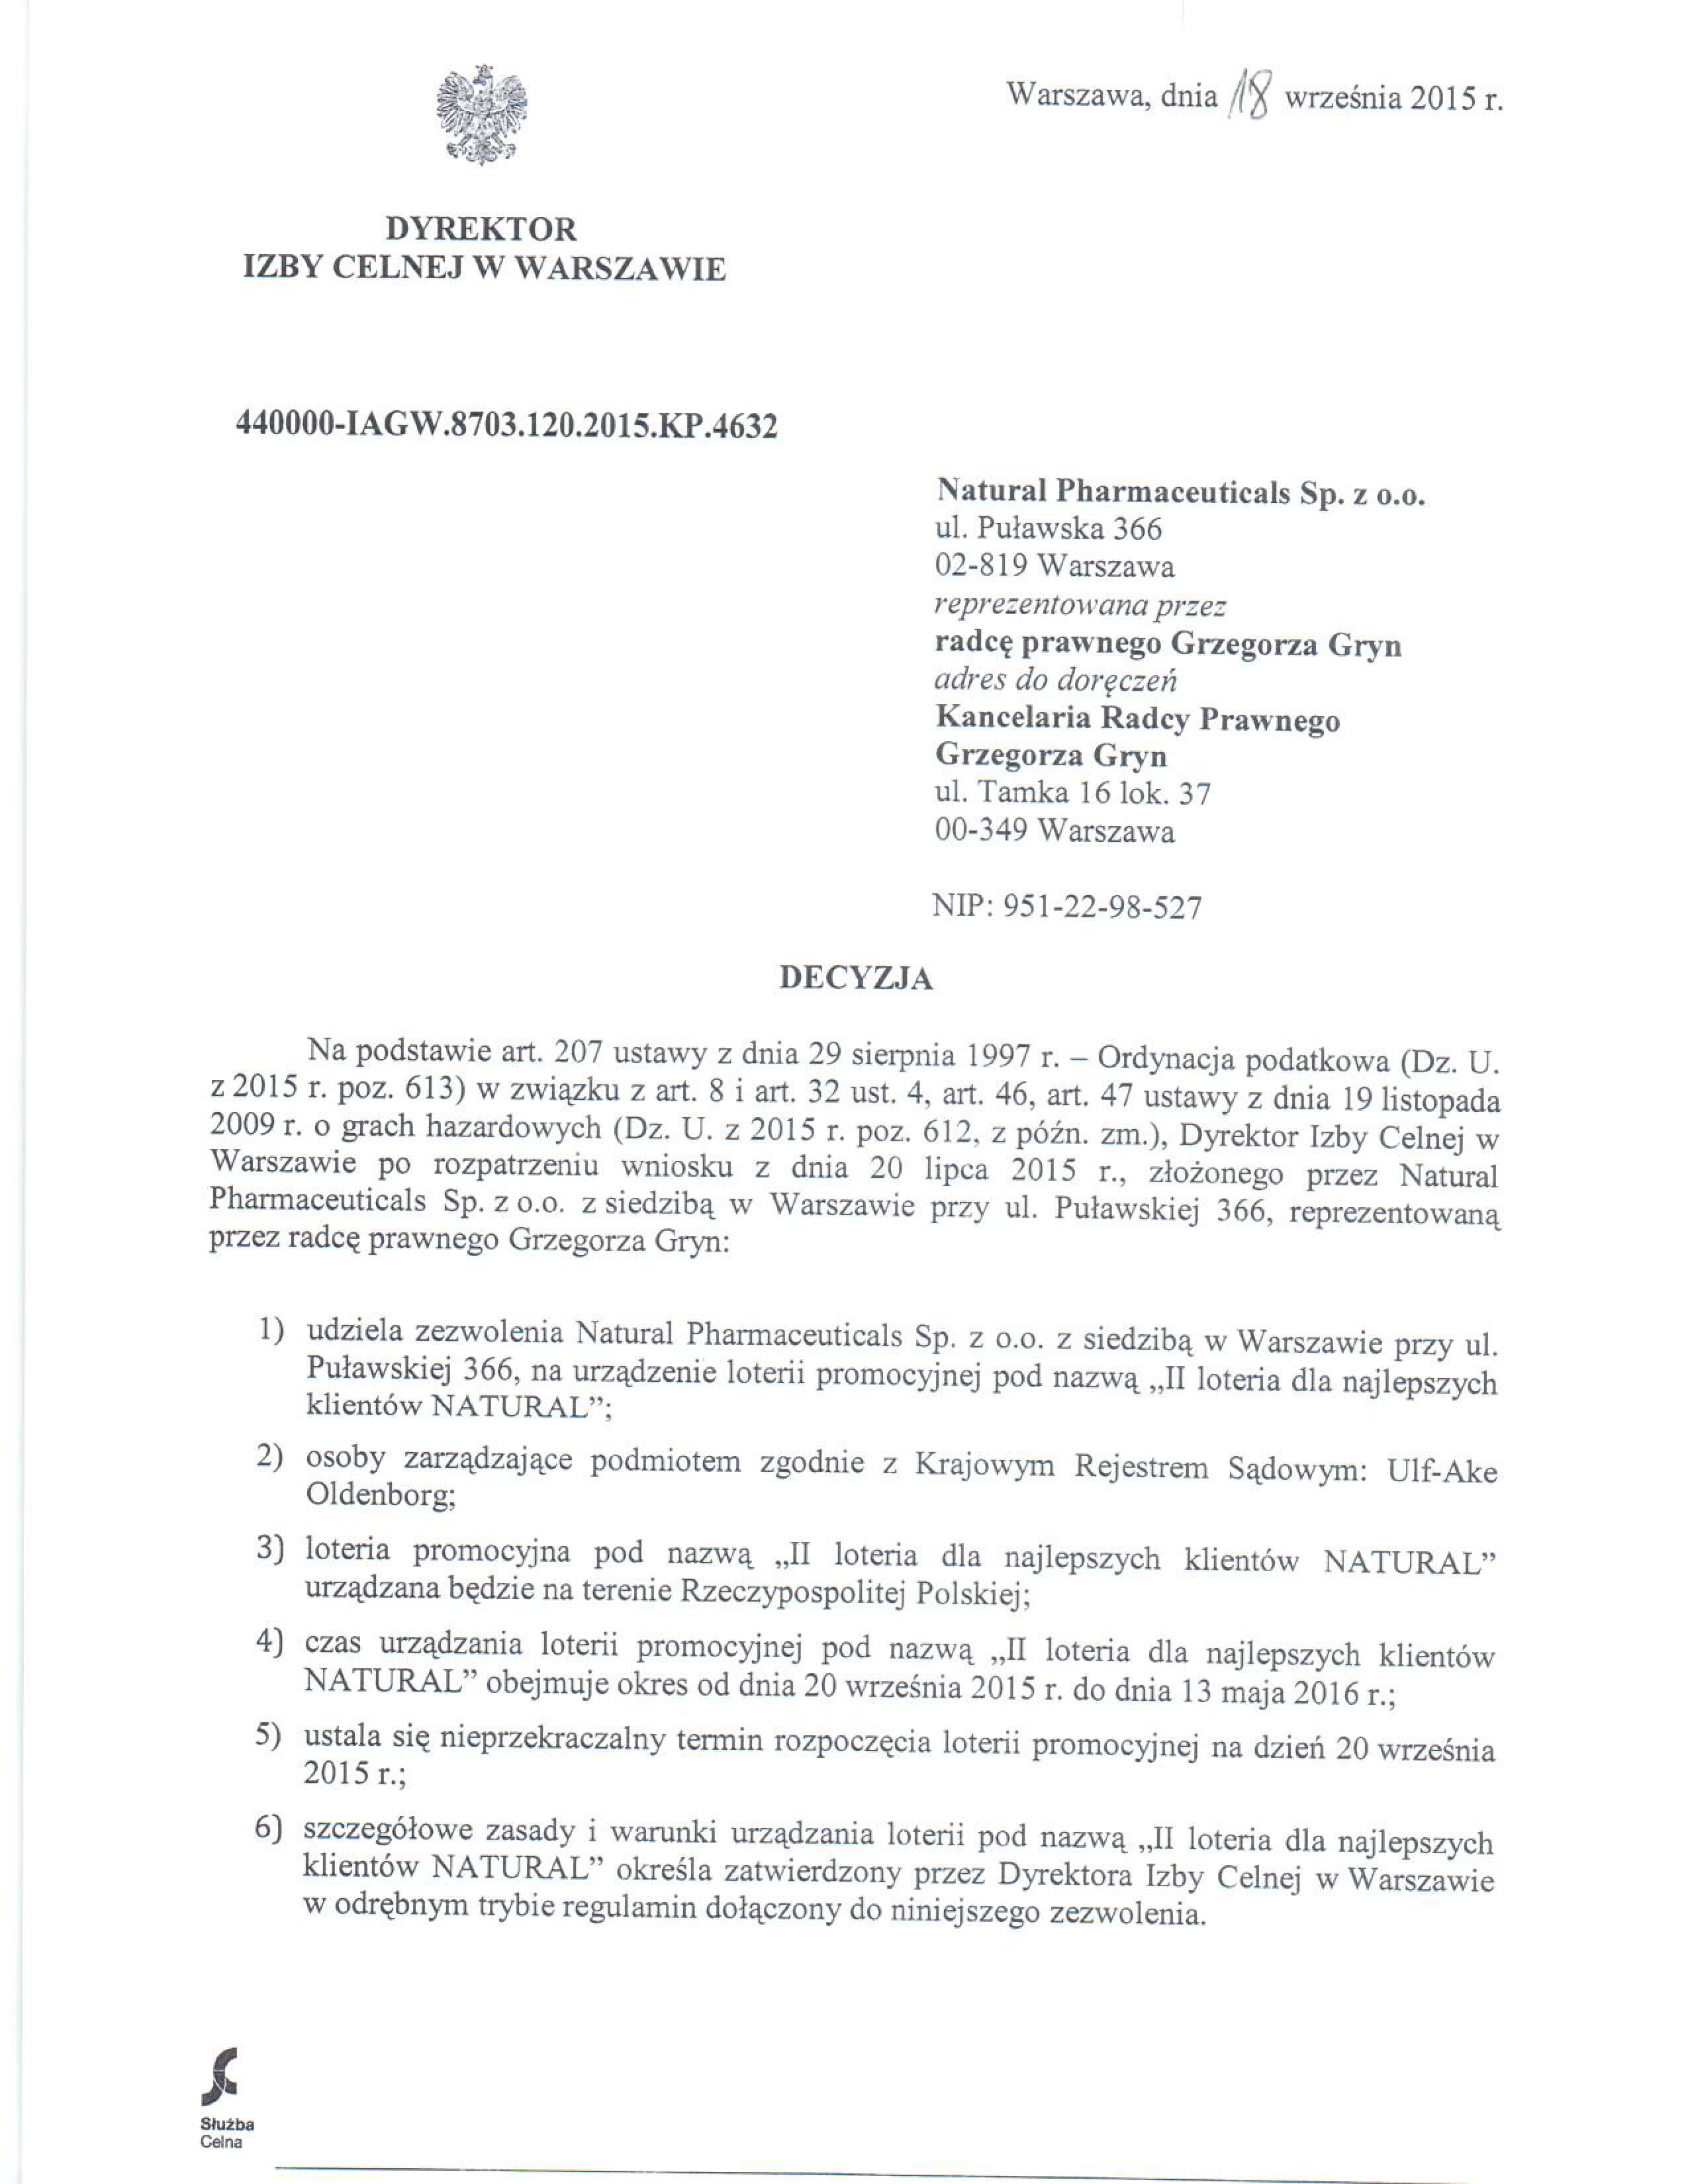 Warszawa, dnia 18 września 2015 r.
DYREKTOR
IZBY CELNEJ W WARSZAWIE
440000-IAGW.8703.120.2015.KP.4632
Natural Pharmaceuticals Sp. z o.o.
ul. Puławska 366
02-819 Warszawa
reprezentowana przez
radcę prawnego Grzegorza Gryn
adres do doręczeń
Kancelaria Radcy Prawnego
Grzegorza Gryn
ul. Tamka 16 lok. 37
00-349 Warszawa
NIP: 951-22-98-527
DECYZJA
Na podstawie art. 207 ustawy z dnia 29 sierpnia 1997 r. – Ordynacja podatkowa (Dz. U.
z 2015 r. poz. 613) w związku z art. 8 i art. 32 ust. 4, art. 46, art. 47 ustawy z dnia 19 listopada
2009 r. o grach hazardowych (Dz. U. z 2015 r. poz. 612, z późn. zm.), Dyrektor Izby Celnej w
Warszawie po rozpatrzeniu wniosku z dnia 20 lipca 2015 r., złożonego przez Natural
Pharmaceuticals Sp. z o.o. z siedzibą w Warszawie przy ul. Puławskiej 366, reprezentowaną
przez radcę prawnego Grzegorza Gryn:
1) udziela zezwolenia Natural Pharmaceuticals Sp. z o.o. z siedzibą w Warszawie przy ul.
Puławskiej 366, na urządzenie loterii promocyjnej pod nazwą „II loteria dla najlepszych
klientów NATURAL”;
2) osoby zarządzające podmiotem zgodnie z Krajowym Rejestrem Sądowym: Ulf-Ake
Oldenborg;
3) loteria promocyjna pod nazwą „II loteria dla najlepszych klientów NATURAL”
urządzana będzie na terenie Rzeczypospolitej Polskiej;
4) czas urządzania loterii promocyjnej pod nazwą „II loteria dla najlepszych klientów
NATURAL” obejmuje okres od dnia 20 września 2015 r. do dnia 13 maja 2016 r.;
5) ustala się nieprzekraczalny termin rozpoczęcia loterii promocyjnej na dzień 20 września
2015 r.;
6) szczegółowe zasady i warunki urządzania loterii pod nazwą „II loteria dla najlepszych
klientów NATURAL” określa zatwierdzony przez Dyrektora Izby Celnej w Warszawie
w odrębnym trybie regulamin dołączony do niniejszego zezwolenia.
Służba
Celna